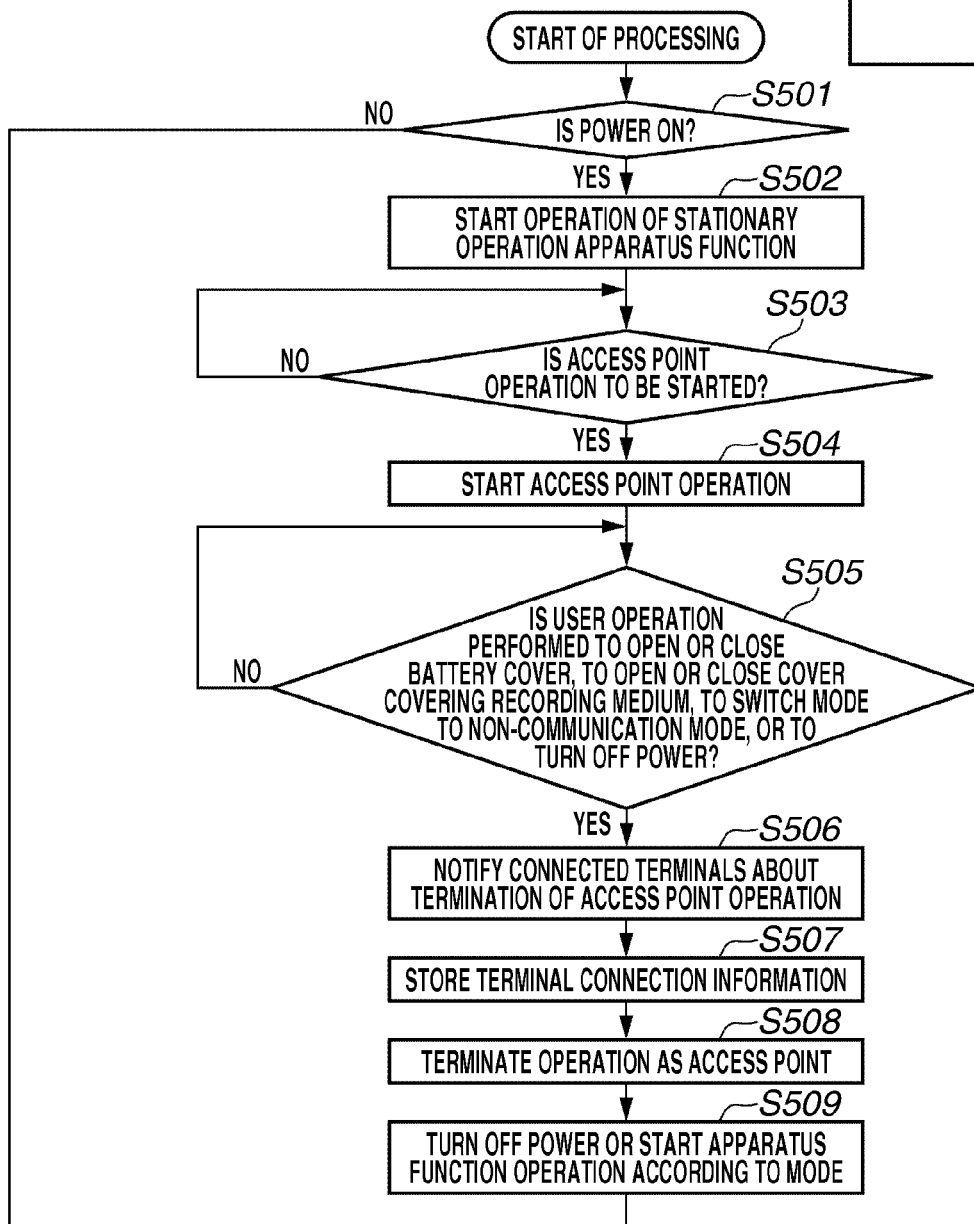 START OF PROCESSING
S501
NO
IS POWER ON?
YES
S502
START OPERATION OF STATIONARY
OPERATION APPARATUS FUNCTION
S503
NO
IS ACCESS POINT
OPERATION TO BE STARTED?
YES
S504
START ACCESS POINT OPERATION
S505
IS USER OPERATION
PERFORMED TO OPEN OR CLOSE
BATTERY COVER, TO OPEN OR CLOSE COVER
NO
COVERING RECORDING MEDIUM, TO SWITCH MODE
TO NON-COMMUNICATION MODE, OR TO
TURN OFF POWER?
YES
S506
NOTIFY CONNECTED TERMINALS ABOUT
TERMINATION OF ACCESS POINT OPERATION
S507
STORE TERMINAL CONNECTION INFORMATION
S508
TERMINATE OPERATION AS ACCESS POINT
S509
TURN OFF POWER OR START APPARATUS
FUNCTION OPERATION ACCORDING TO MODE